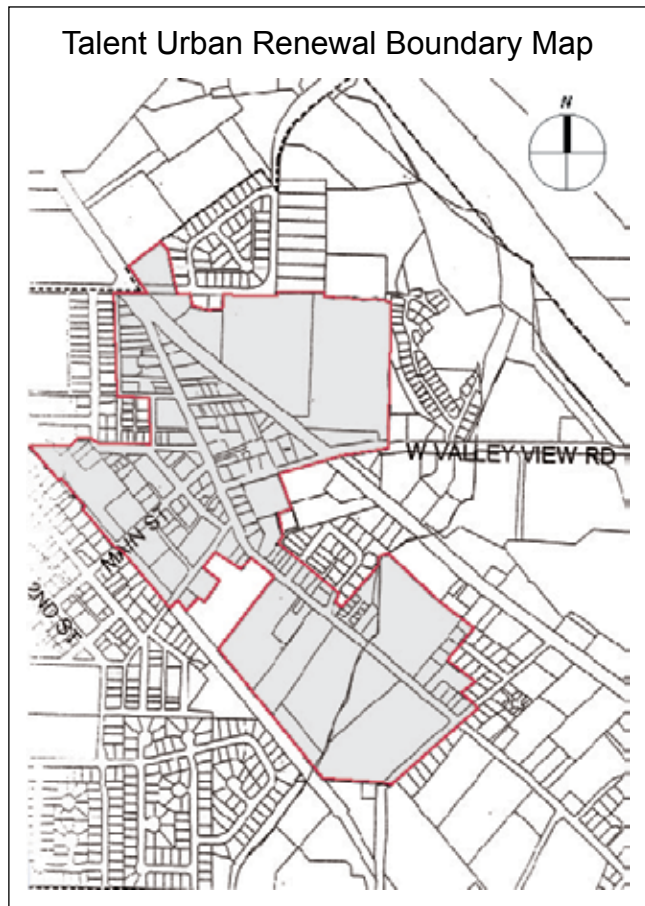 Talent Urban Renewal Boundary Map
N
W VALLEY VIEW RD
MAIN ST
2ND ST